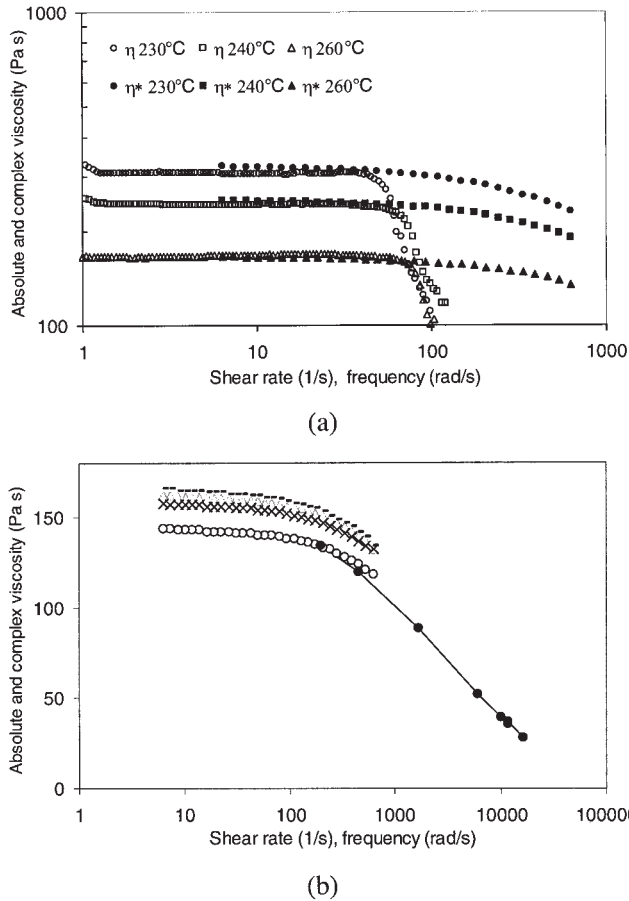 1000
η 230°C η 240°C η 260°C
η* 230°C η* 240°C η* 260°C
Absolute and complex viscosity (Pa s)
100
1 10 100 1000
Shear rate (1/s), frequency (rad/s)
(a)
Absolute and complex viscosity (Pa s)
150
100
50
0
1 10 100 1000 10000 100000
Shear rate (1/s), frequency (rad/s)
(b)